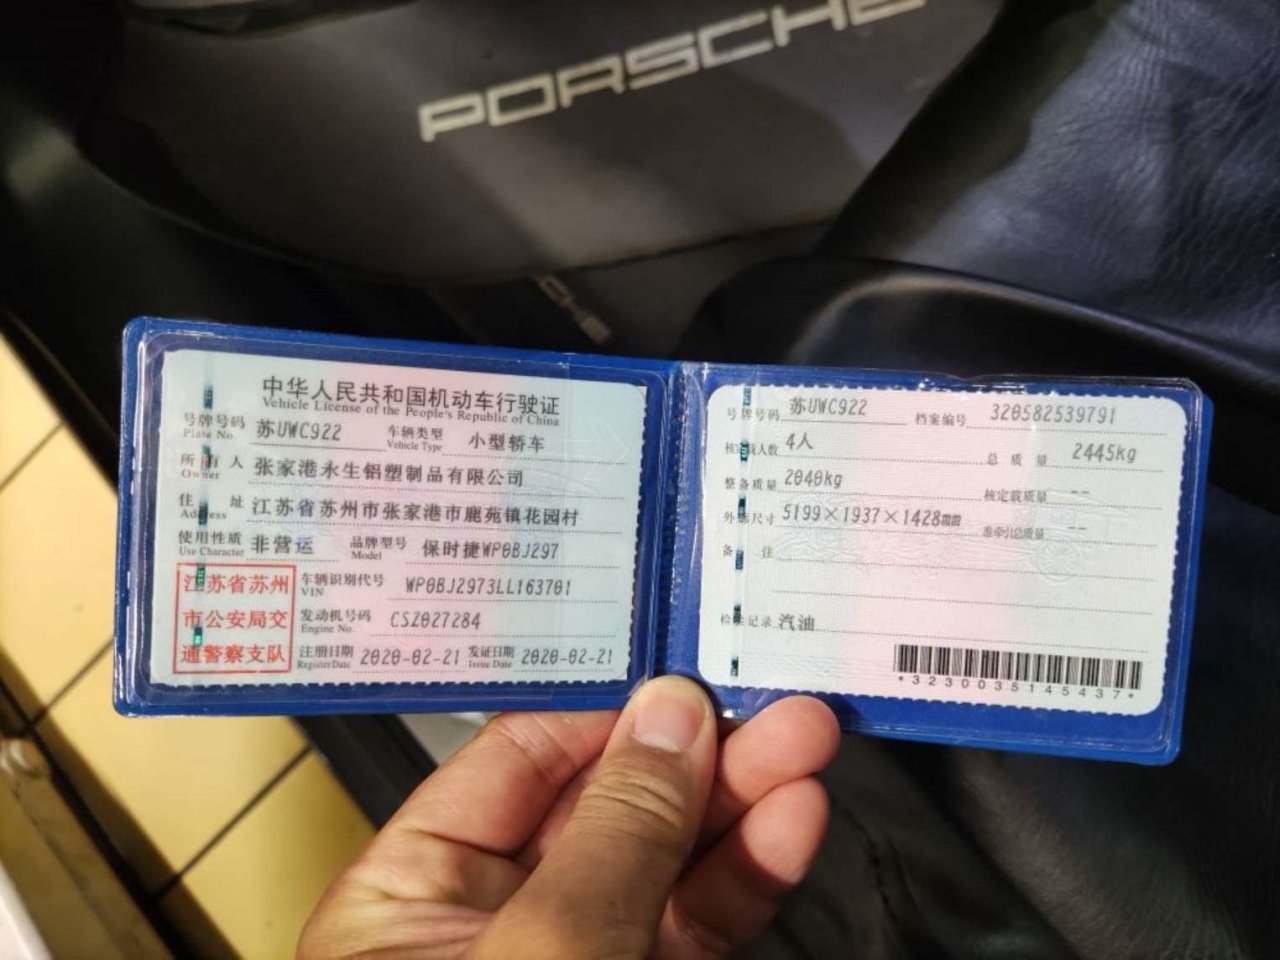 PORSCHE
中华人民共和国机动车行驶证
Vehicle License of the People's Republic of China
号牌号码 苏UWC922 车辆类型 小型轿车
Plate No. Vehicle Type
所有人 张家港永生铝塑制品有限公司
Owner
住址 江苏省苏州市张家港市鹿苑镇花园村
Address
使用性质 非营运 品牌型号 保时捷WP0BJ297
Use Character Model
江苏省苏州
市公安局交
通警察支队
车辆识别代号 WP0BJ2973LL163701
VIN
发动机号码 CSZ027284
Engine No.
注册日期 2020-02-21 发证日期 2020-02-21
Register Date Issue Date
号牌号码 苏UWC922 档案编号 320582539791
核定载人数 4人 总质量 2445kg
整备质量 2040kg 核定载质量 --
外廓尺寸 5199×1937×1428mm 准牵引总质量 --
备注
检验记录 汽油
*3230035145437*